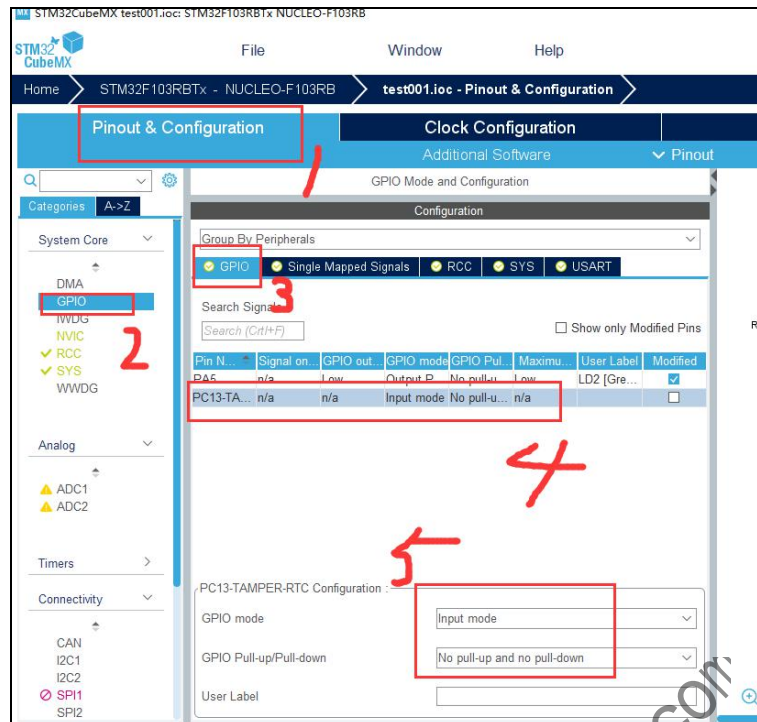 STM32CubeMX test001.ioc: STM32F103RBTx NUCLEO-F103RB
STM32
CubeMX
File
Window
Help
Home
STM32F103RBTx - NUCLEO-F103RB
test001.ioc - Pinout & Configuration
Pinout & Configuration
Clock Configuration
Additional Software
Pinout
1
GPIO Mode and Configuration
Categories
A->Z
Configuration
System Core
Group By Peripherals
GPIO
Single Mapped Signals
RCC
SYS
USART
DMA
GPIO
IWDG
NVIC
RCC
SYS
WWDG
2
3
Search Signals
Search (Crtl+F)
Show only Modified Pins
R
Pin N... Signal on... GPIO out... GPIO mode GPIO Pul... Maximu... User Label Modified
PA5 n/a Low Output P... No pull-u... Low LD2 [Gre...
PC13-TA... n/a n/a Input mode No pull-u... n/a
4
Analog
ADC1
ADC2
5
Timers
Connectivity
CAN
I2C1
I2C2
SPI1
SPI2
PC13-TAMPER-RTC Configuration :
GPIO mode
Input mode
GPIO Pull-up/Pull-down
No pull-up and no pull-down
User Label
.com